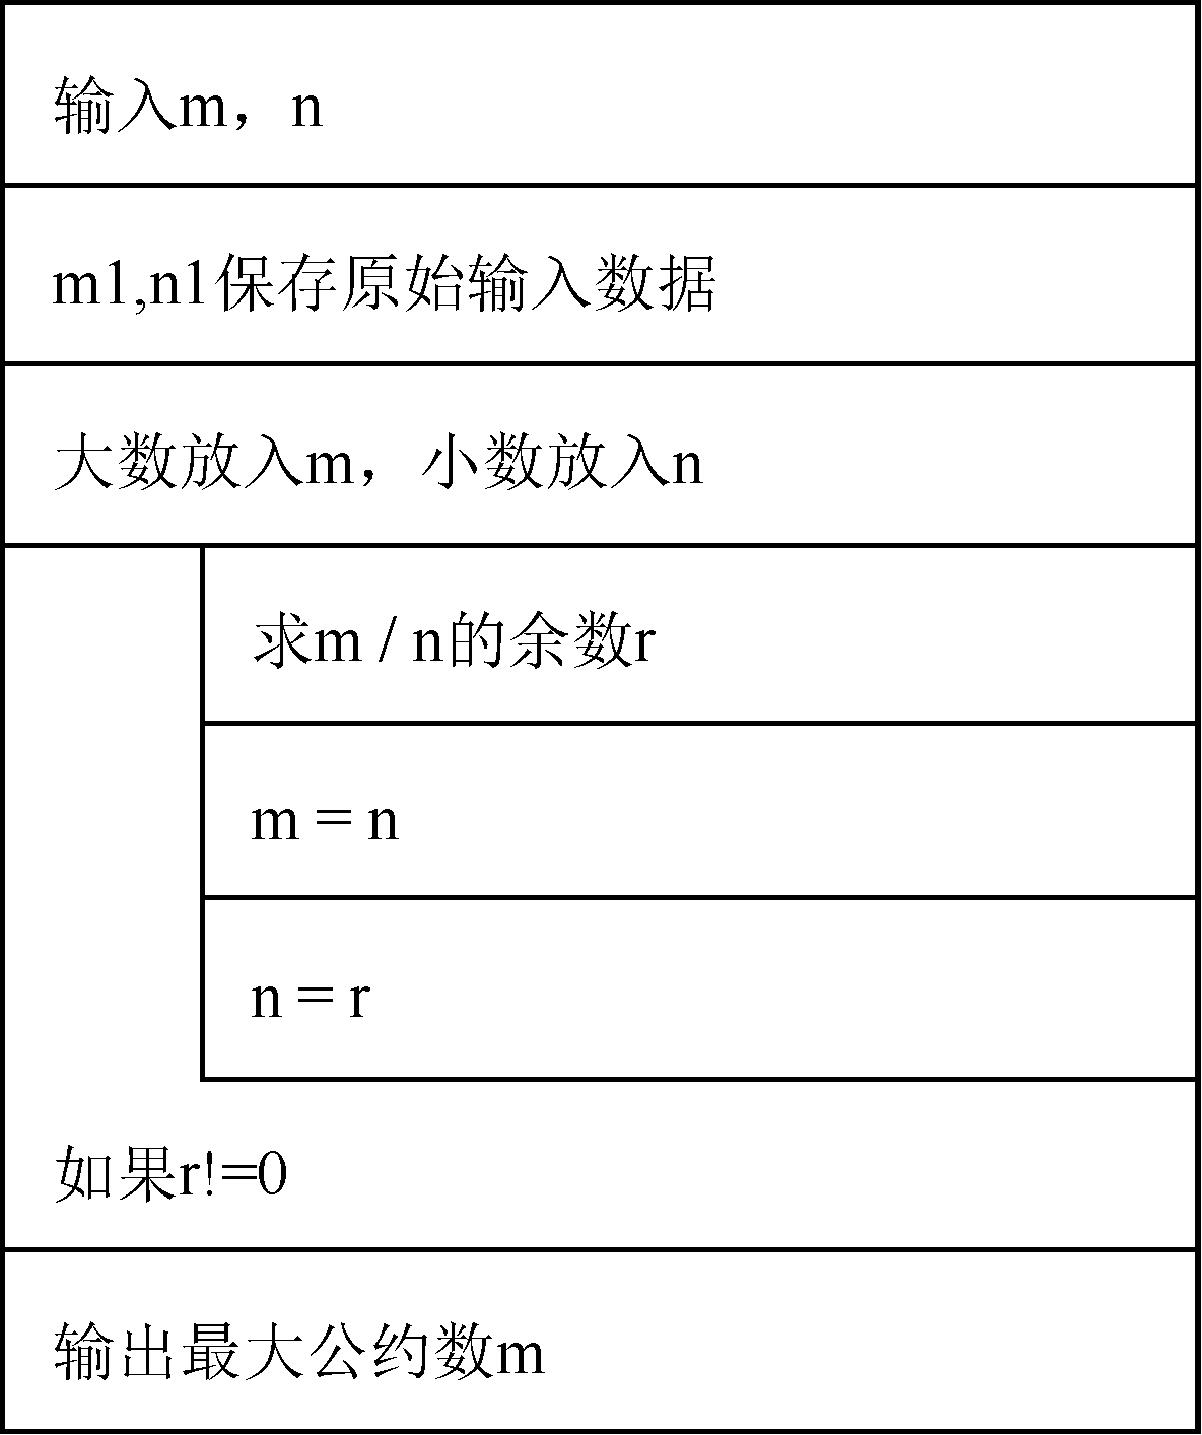 输入m，n
m1,n1保存原始输入数据
大数放入m，小数放入n
求m / n的余数r
m = n
n = r
如果r!=0
输出最大公约数m